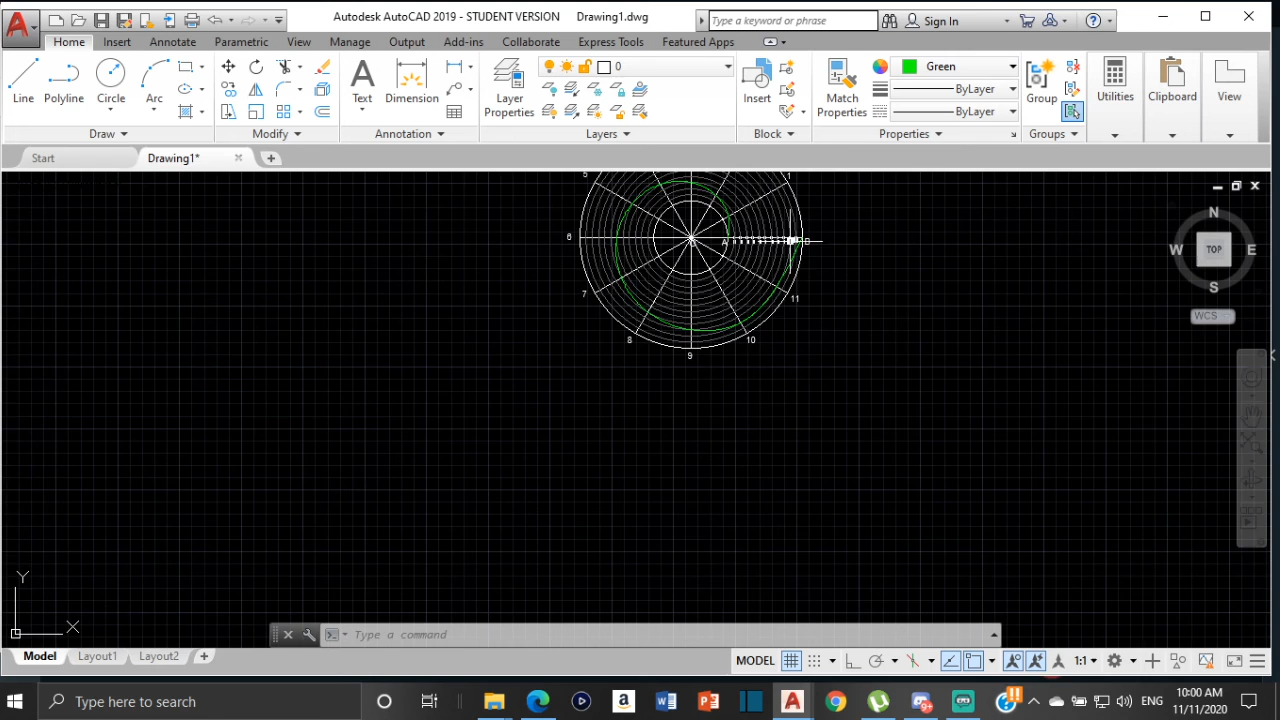 Autodesk AutoCAD 2019 - STUDENT VERSION Drawing1.dwg
Type a keyword or phrase
Sign In
Home Insert Annotate Parametric View Manage Output Add-ins Collaborate Express Tools Featured Apps
Line Polyline Circle Arc
Text Dimension
Layer Properties
0
Insert
Match Properties
Green
ByLayer
ByLayer
Group
Utilities
Clipboard
View
Draw Modify Annotation Layers Block Properties Groups
Start Drawing1*
1
6
A
B
7
11
8
10
9
N
W TOP E
S
WCS
Y
X
Type a command
Model Layout1 Layout2
MODEL 1:1
Type here to search
ENG
10:00 AM
11/11/2020